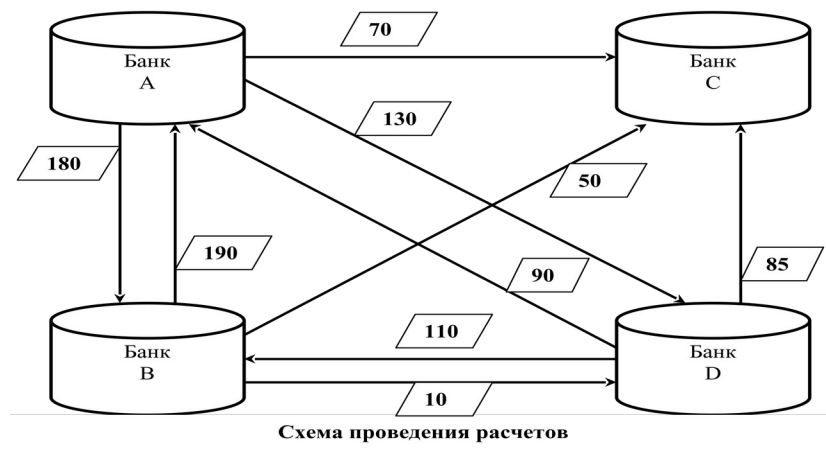 70
Банк
A
Банк
C
130
180
50
190
90
85
110
Банк
B
Банк
D
10
Схема проведения расчетов